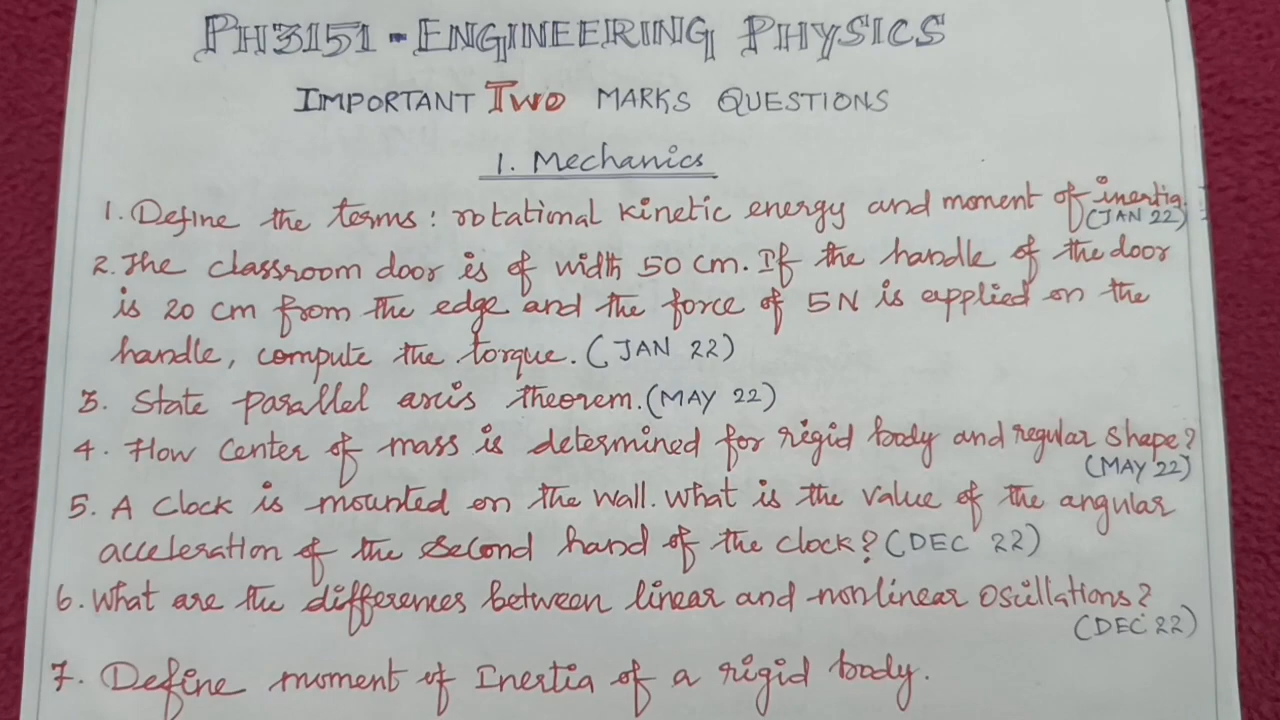 PH3151 - ENGINEERING PHYSICS
IMPORTANT TWO MARKS QUESTIONS
1. Mechanics
1. Define the terms: rotational kinetic energy and moment of inertia.
(JAN 22)
2. The classroom door is of width 50 cm. If the handle of the door
is 20 cm from the edge and the force of 5N is applied on the
handle, compute the torque. (JAN 22)
3. State parallel axis theorem. (MAY 22)
4. How Center of mass is determined for rigid body and regular shape?
(MAY 22)
5. A Clock is mounted on the wall. What is the value of the angular
acceleration of the second hand of the clock? (DEC 22)
6. What are the differences between linear and nonlinear oscillations?
(DEC 22)
7. Define moment of Inertia of a rigid body.